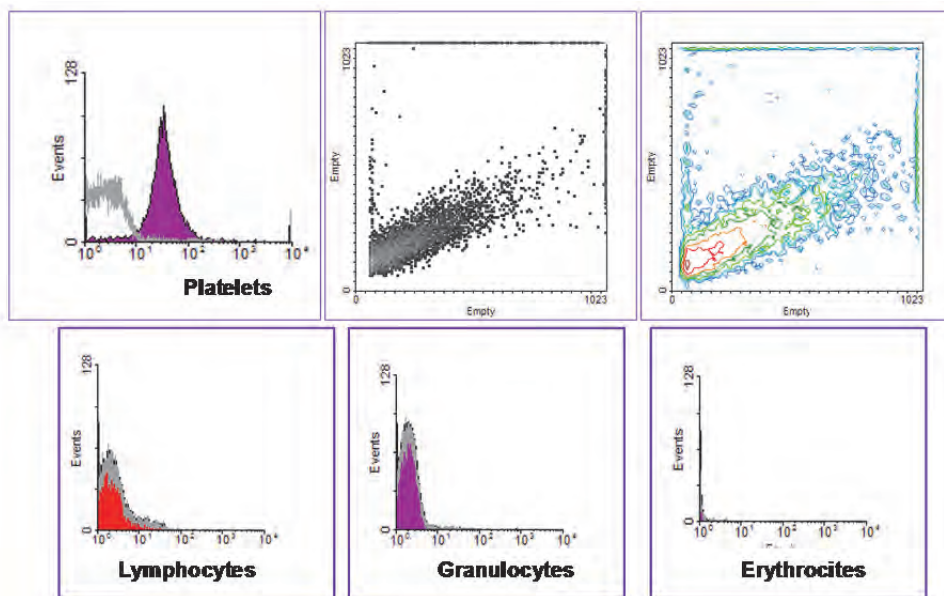 128
Events
0
10⁰ 10¹ 10² 10³ 10⁴
Platelets
1023
Empty
0
0 1023
Empty
1023
Empty
0
0 1023
Empty
128
Events
0
10⁰ 10¹ 10² 10³ 10⁴
Lymphocytes
128
Events
0
10⁰ 10¹ 10² 10³ 10⁴
Granulocytes
128
Events
0
10⁰ 10¹ 10² 10³ 10⁴
Erythrocites